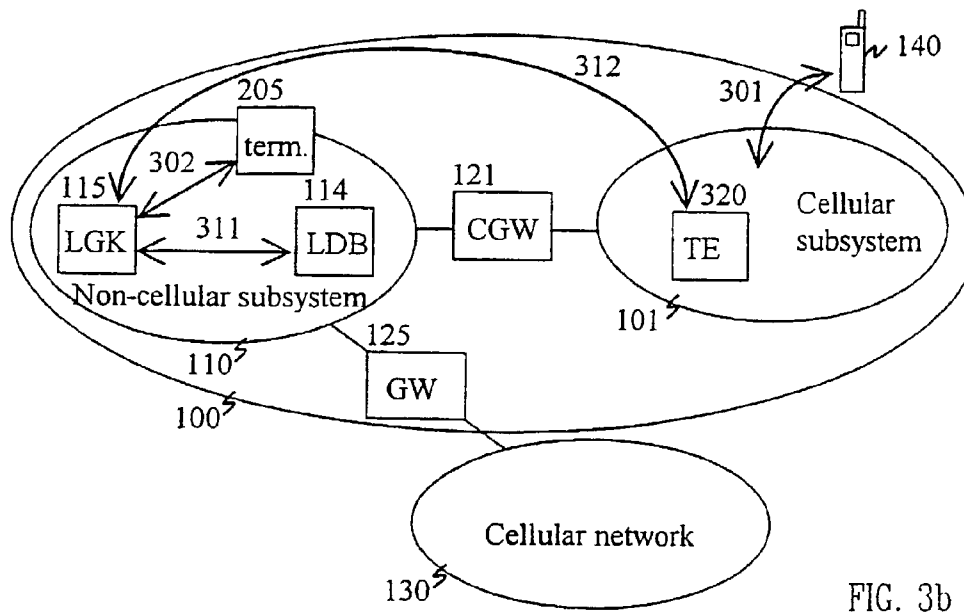 140
312
301
205
term.
302
115
114
121
320
LGK
311
LDB
CGW
TE
Cellular
subsystem
Non-cellular subsystem
101
125
110
GW
100
Cellular network
130
FIG. 3b